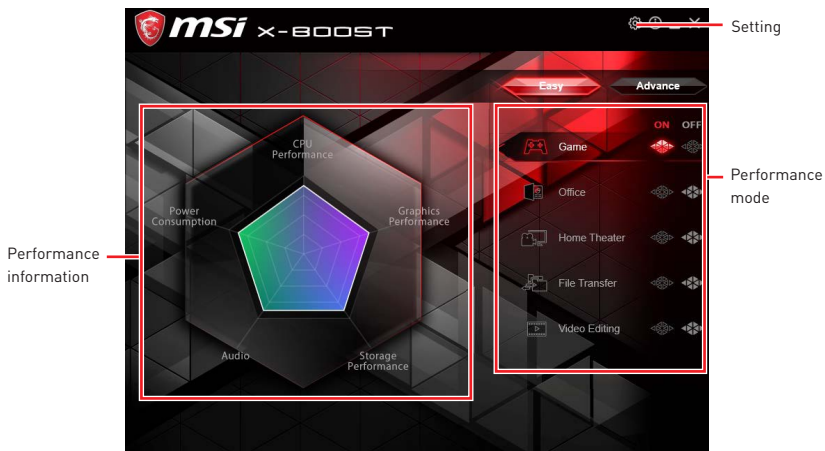 msi X-BOOST
Setting
Easy
Advance
ON OFF
Game
Office
Home Theater
File Transfer
Video Editing
Performance
mode
Performance
information
CPU
Performance
Power
Consumption
Graphics
Performance
Audio
Storage
Performance